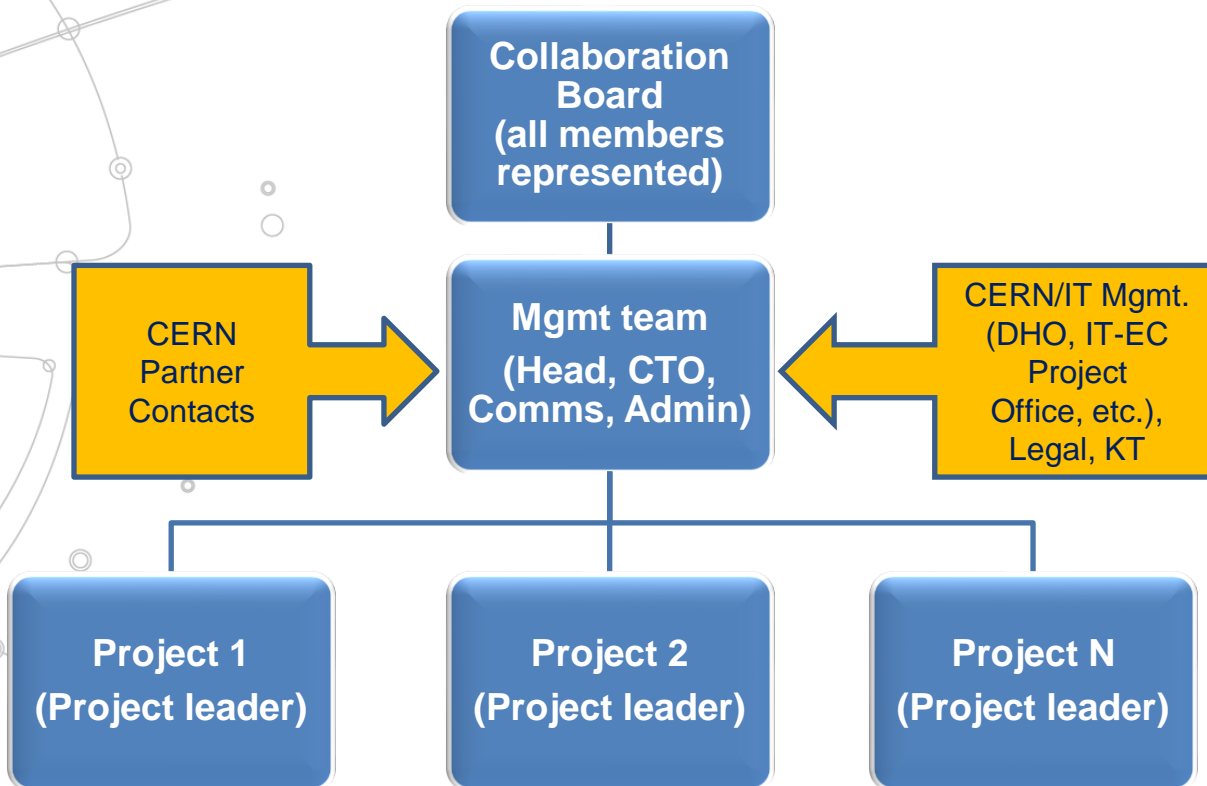 Collaboration
Board
(all members
represented)
CERN
Partner
Contacts
Mgmt team
(Head, CTO,
Comms, Admin)
CERN/IT Mgmt.
(DHO, IT-EC
Project
Office, etc.),
Legal, KT
Project 1
(Project leader)
Project 2
(Project leader)
Project N
(Project leader)